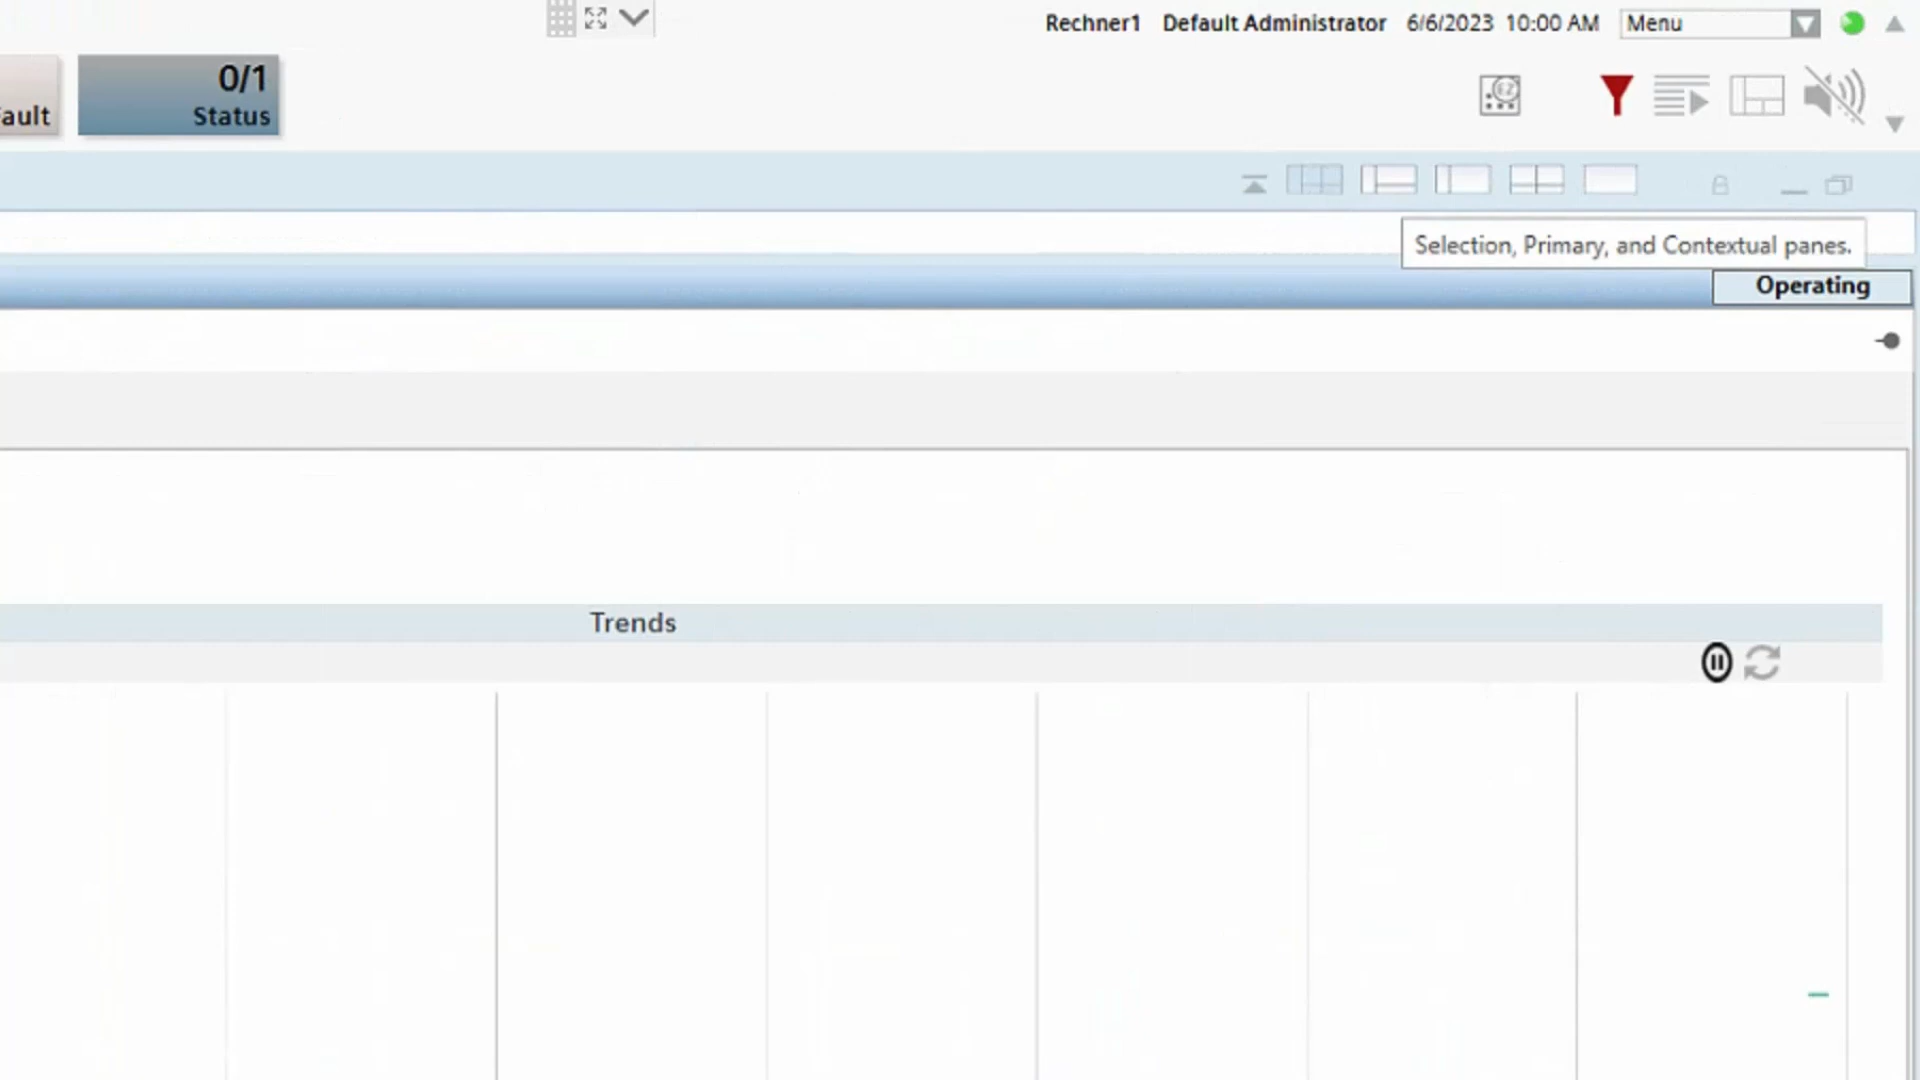 Rechner1 Default Administrator 6/6/2023 10:00 AM Menu
ault
0/1
Status
EZ
Selection, Primary, and Contextual panes.
Operating
Trends